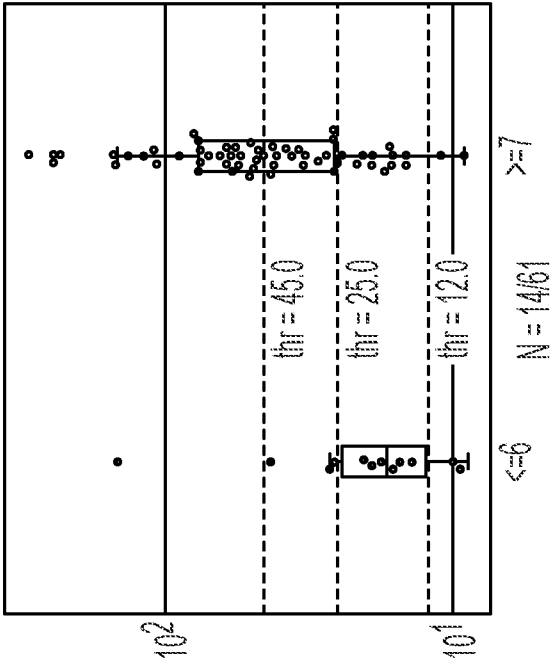 10²
10¹
thr = 45.0
thr = 25.0
thr = 12.0
<=6
>=7
N = 14/61